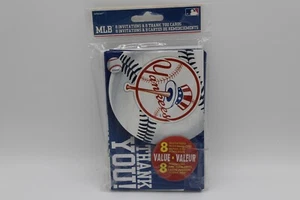 MLB
8 INVITATIONS & 8 THANK YOU CARDS
8 INVITATIONS & 8 CARTES DE REMERCIEMENTS
Yankees
THANK
YOU!
8
VALUE • VALEUR
8